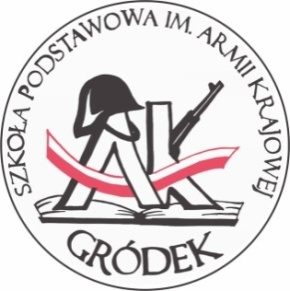 SZKOŁA PODSTAWOWA IM. ARMII KRAJOWEJ
AK
GRÓDEK